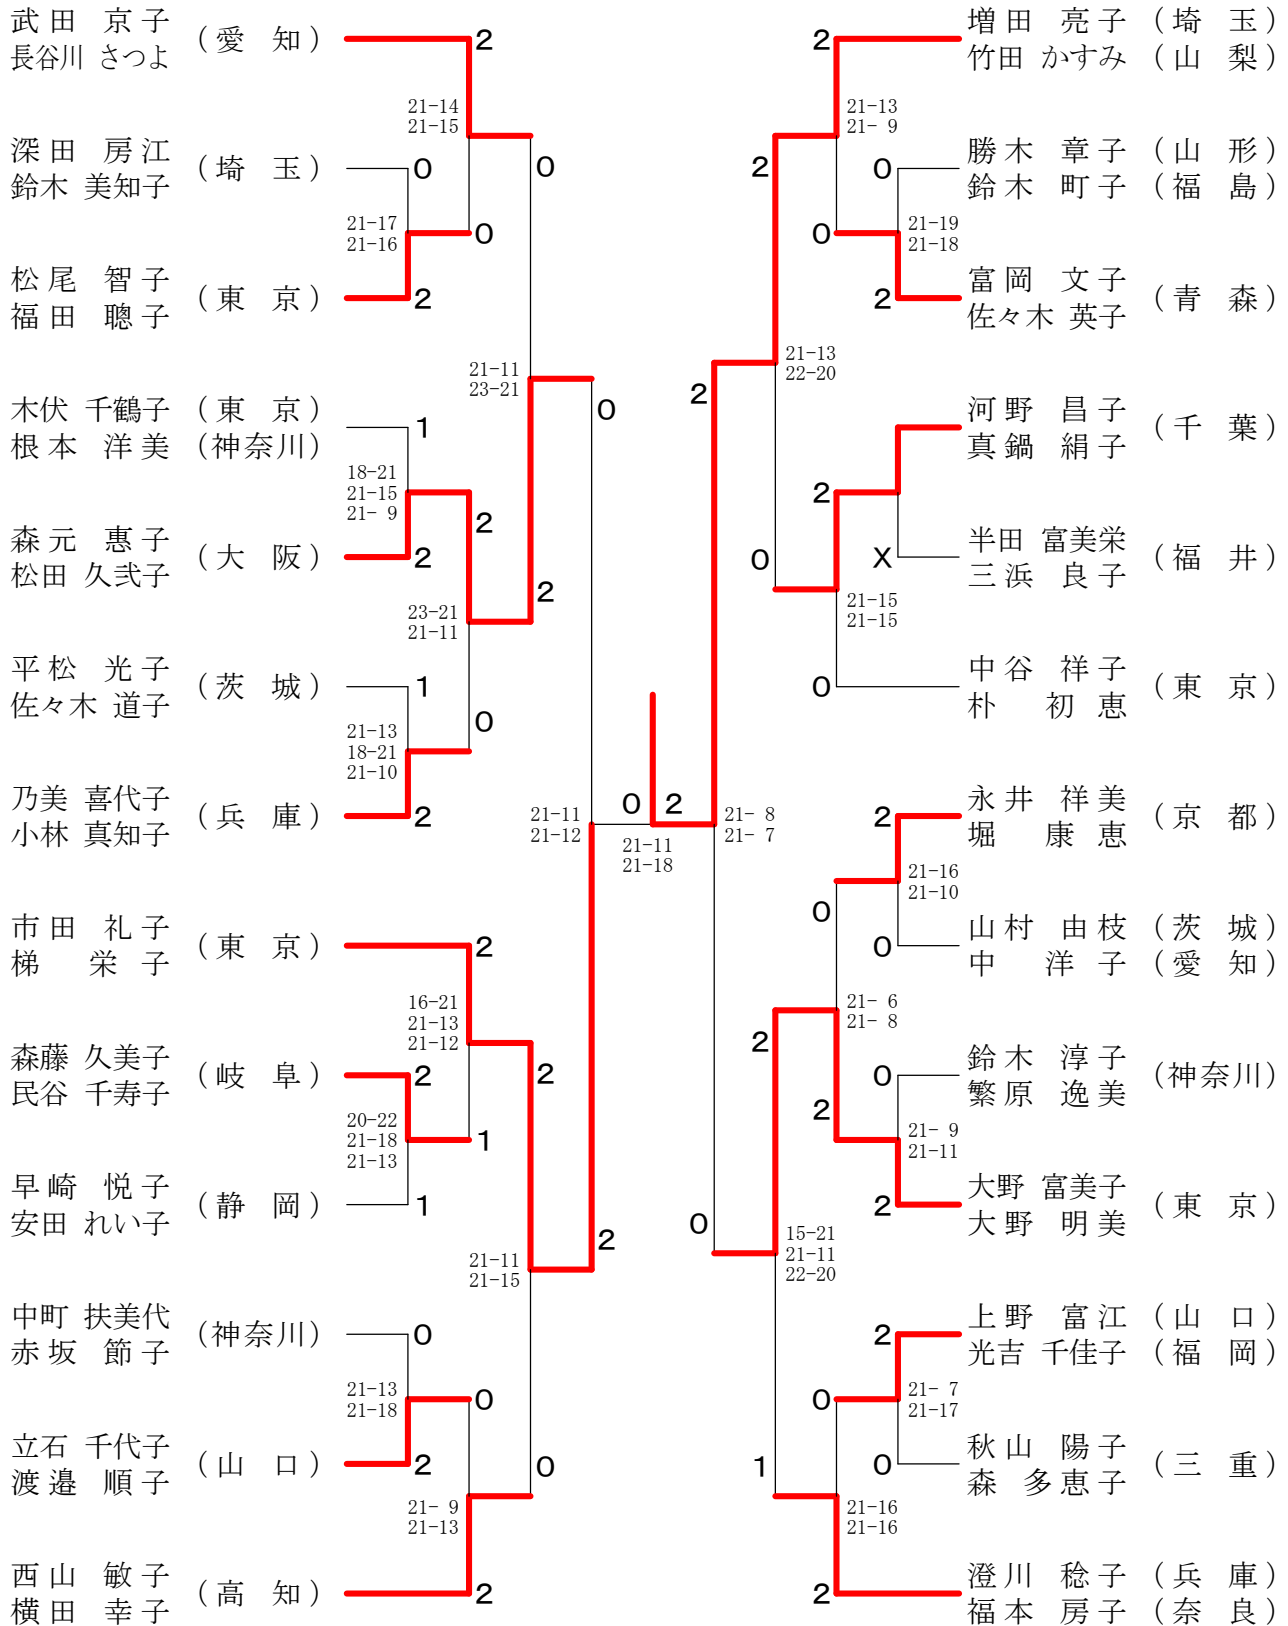 武田 京子
長谷川 さつよ
(愛 知)
2
21-14
21-15
深田 房江
鈴木 美知子
(埼 玉)
0
0
21-17
21-16
0
松尾 智子
福田 聰子
(東 京)
2
21-11
23-21
0
木伏 千鶴子 (東 京)
根本 洋美 (神奈川)
1
18-21
21-15
21- 9
2
森元 惠子
松田 久弐子
(大 阪)
2
2
23-21
21-11
平松 光子
佐々木 道子
(茨 城)
1
0
21-13
18-21
21-10
乃美 喜代子
小林 真知子
(兵 庫)
2
21-11
21-12
0 2
21-11
21-18
市田 礼子
梯 栄子
(東 京)
2
16-21
21-13
21-12
森藤 久美子
民谷 千寿子
(岐 阜)
2
2
20-22
21-18
21-13
1
早崎 悦子
安田 れい子
(静 岡)
1
2
21-11
21-15
中町 扶美代
赤坂 節子
(神奈川)
0
21-13
21-18
0
立石 千代子
渡邉 順子
(山 口)
2
0
21- 9
21-13
西山 敏子
横田 幸子
(高 知)
2
2
増田 亮子 (埼 玉)
竹田 かすみ (山 梨)
21-13
21- 9
2
0
勝木 章子 (山 形)
鈴木 町子 (福 島)
0
21-19
21-18
2
富岡 文子
佐々木 英子
(青 森)
21-13
22-20
2
河野 昌子
真鍋 絹子
(千 葉)
2
0
X
半田 富美栄
三浜 良子
(福 井)
21-15
21-15
0
中谷 祥子
朴 初恵
(東 京)
21- 8
21- 7
2
永井 祥美
堀 康恵
(京 都)
21-16
21-10
0
0
山村 由枝 (茨 城)
中 洋子 (愛 知)
21- 6
21- 8
2
0
鈴木 淳子
繁原 逸美
(神奈川)
2
21- 9
21-11
2
大野 富美子
大野 明美
(東 京)
0
15-21
21-11
22-20
2
上野 富江 (山 口)
光吉 千佳子 (福 岡)
0
21- 7
21-17
1
0
秋山 陽子
森 多恵子
(三 重)
21-16
21-16
2
澄川 稔子 (兵 庫)
福本 房子 (奈 良)